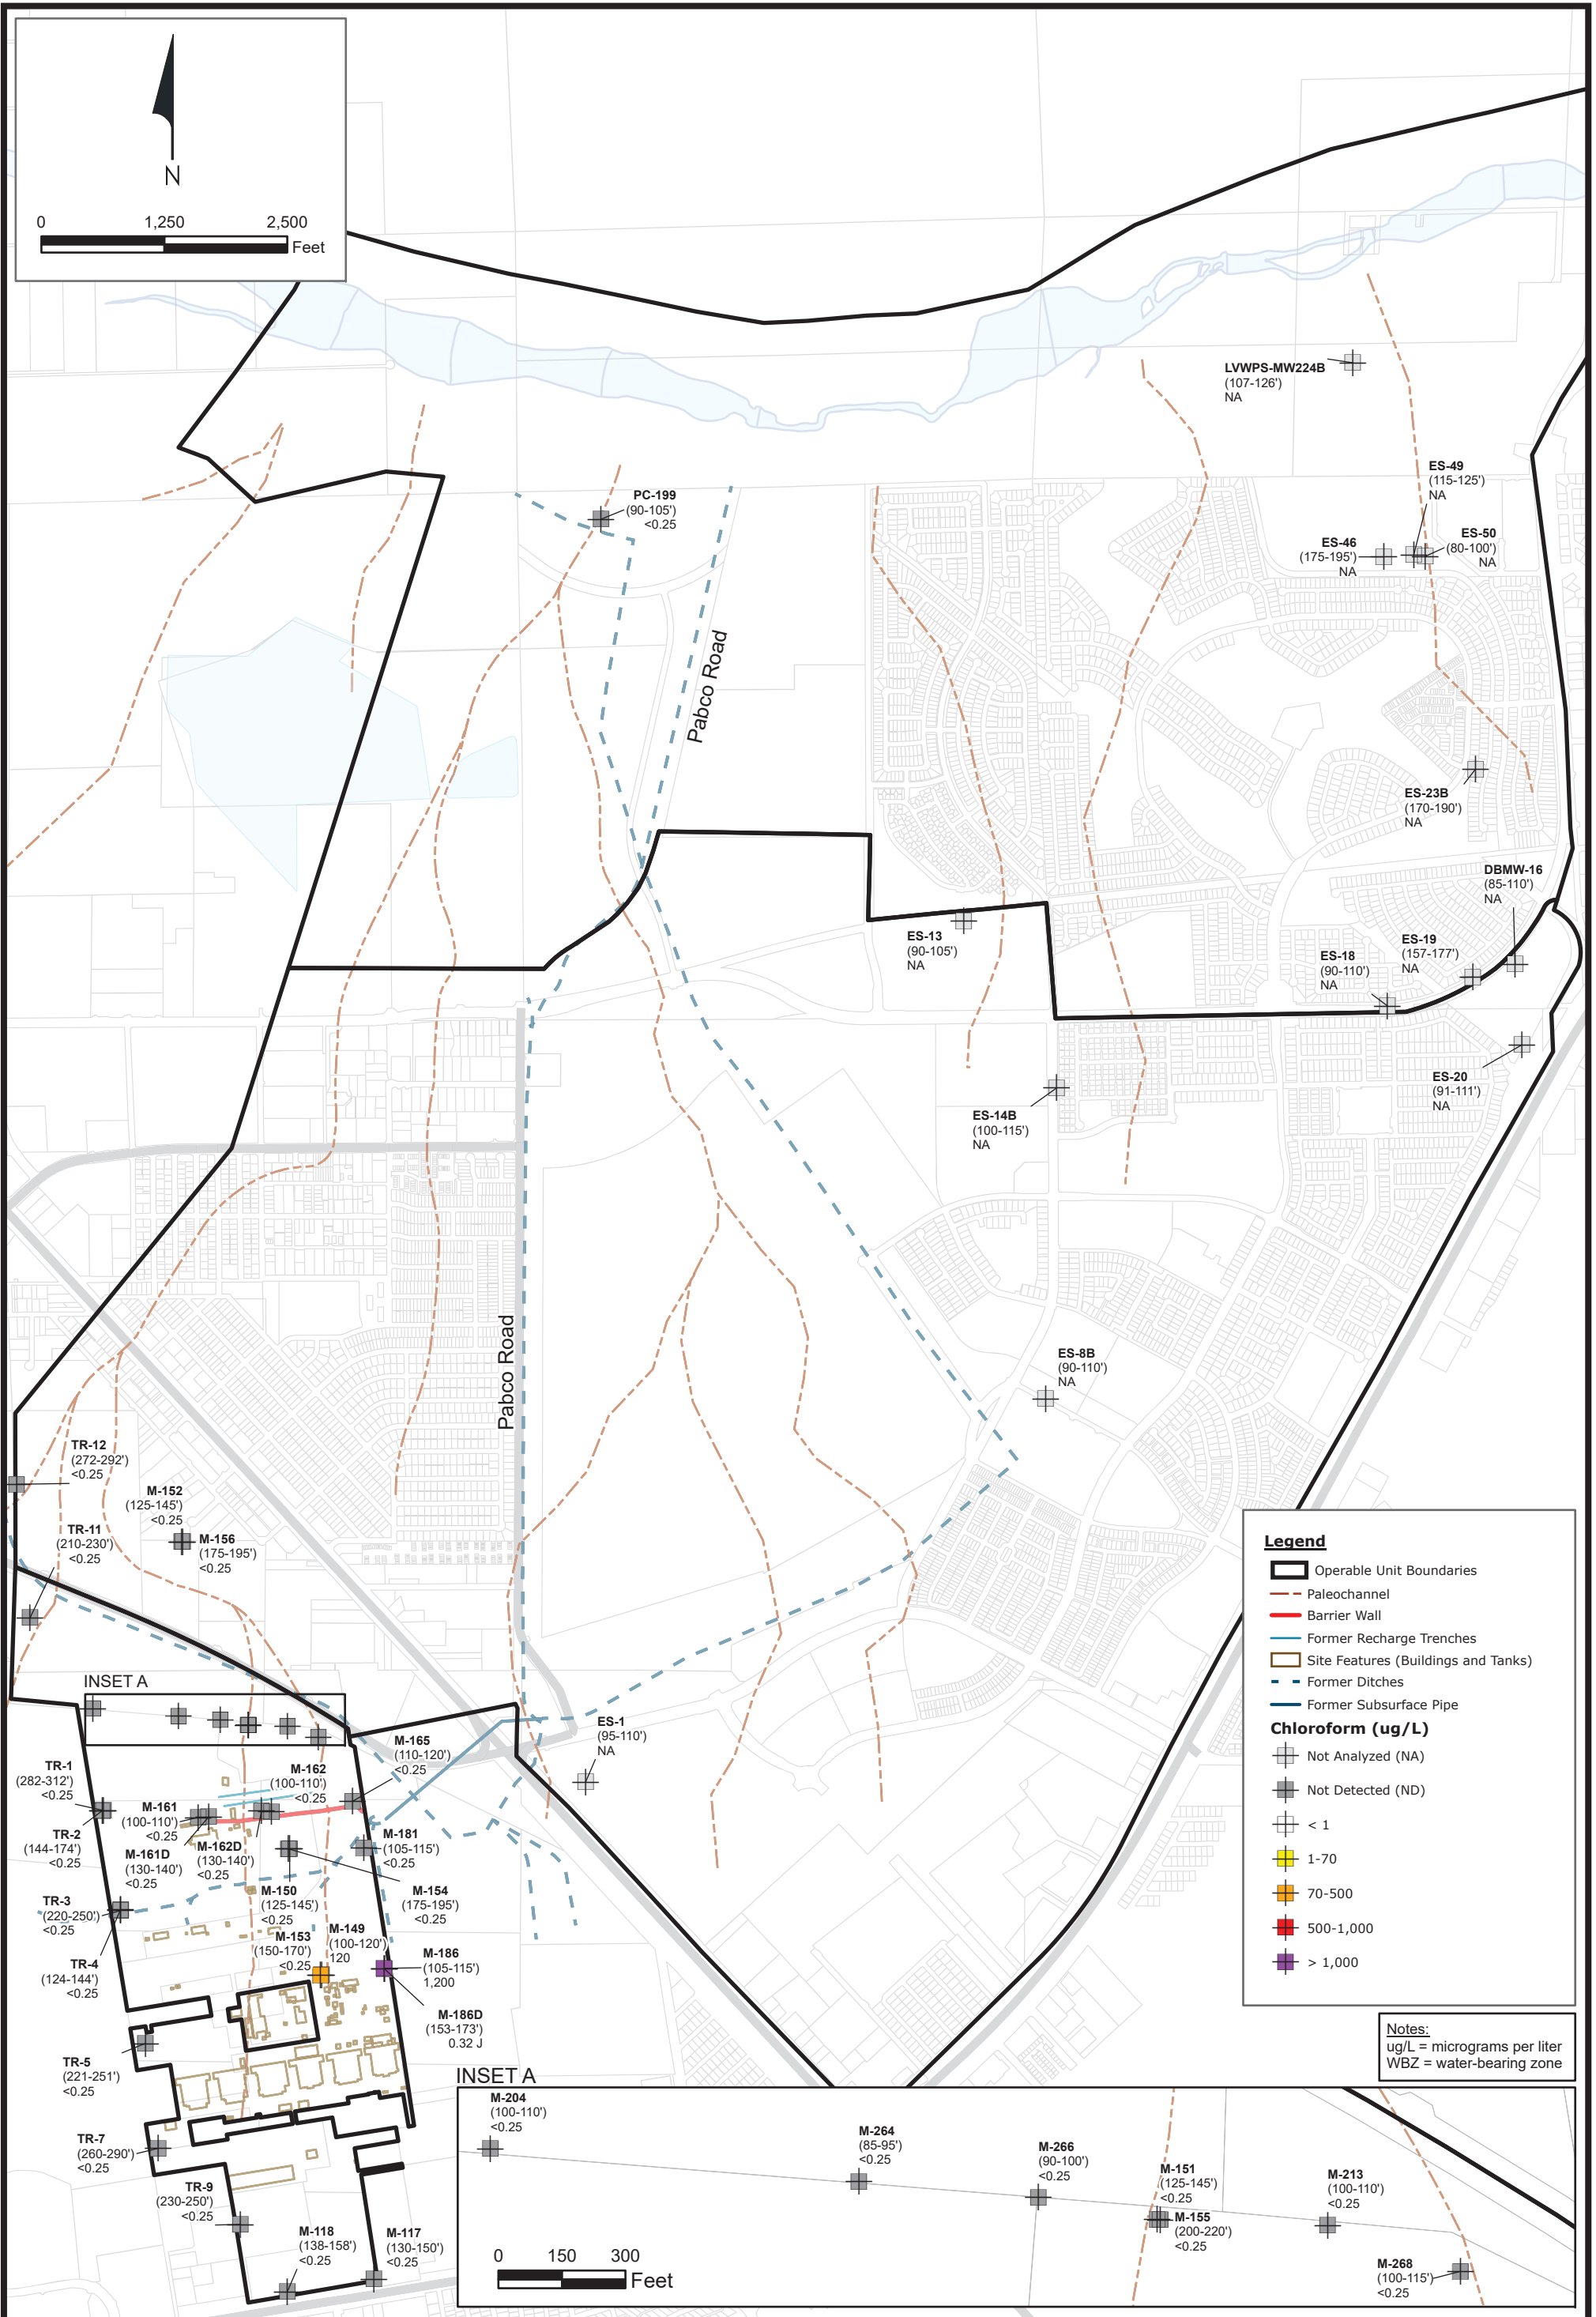 N
0 1,250 2,500
Feet
LVWPS-MW224B
(107-126')
NA
ES-49
(115-125')
NA
PC-199
(90-105')
<0.25
ES-46
(175-195')
NA
ES-50
(80-100')
NA
Pabco Road
ES-23B
(170-190')
NA
DBMW-16
(85-110')
NA
ES-13
(90-105')
NA
ES-19
(157-177')
NA
ES-18
(90-110')
NA
ES-20
(91-111')
NA
ES-14B
(100-115')
NA
Pabco Road
ES-8B
(90-110')
NA
TR-12
(272-292')
<0.25
M-152
(125-145')
<0.25
TR-11
(210-230')
<0.25
M-156
(175-195')
<0.25
INSET A
ES-1
(95-110')
NA
M-165
(110-120')
<0.25
TR-1
(282-312')
<0.25
M-162
(100-110')
<0.25
M-161
(100-110')
<0.25
TR-2
(144-174')
<0.25
M-161D
(130-140')
<0.25
M-162D
(130-140')
<0.25
M-181
(105-115')
<0.25
M-150
(125-145')
<0.25
M-154
(175-195')
<0.25
TR-3
(220-250')
<0.25
M-153
(150-170')
<0.25
M-149
(100-120')
120
TR-4
(124-144')
<0.25
M-186
(105-115')
1,200
M-186D
(153-173')
0.32 J
TR-5
(221-251')
<0.25
TR-7
(260-290')
<0.25
TR-9
(230-250')
<0.25
M-118
(138-158')
<0.25
M-117
(130-150')
<0.25
Legend
Operable Unit Boundaries
Paleochannel
Barrier Wall
Former Recharge Trenches
Site Features (Buildings and Tanks)
Former Ditches
Former Subsurface Pipe
Chloroform (ug/L)
Not Analyzed (NA)
Not Detected (ND)
< 1
1-70
70-500
500-1,000
> 1,000
Notes:
ug/L = micrograms per liter
WBZ = water-bearing zone
INSET A
M-204
(100-110')
<0.25
M-264
(85-95')
<0.25
M-266
(90-100')
<0.25
M-151
(125-145')
<0.25
M-155
(200-220')
<0.25
M-213
(100-110')
<0.25
M-268
(100-115')
<0.25
0 150 300
Feet